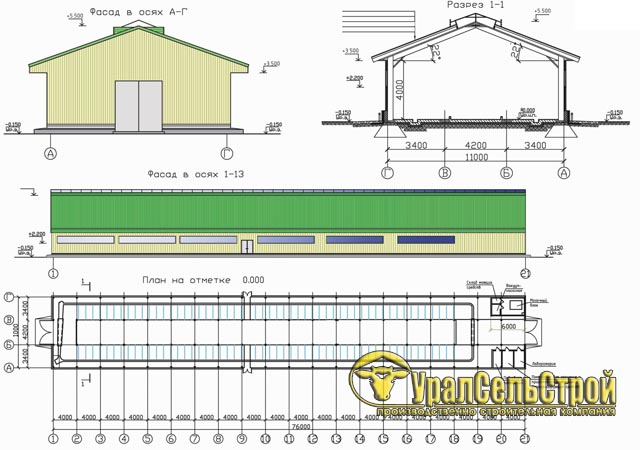 Фасад в осях А-Г
+5.500
+3.500
-0.150
Ур.з.
-0.150
Ур.з.
А
Г
Разрез 1-1
+5.500
+3.500
+2.200
22°
22°
4000
-0.150
Ур.з.
-0.150
Ур.з.
3400
4200
3400
11000
Г
В
Б
А
Фасад в осях 1-13
+2.200
-0.150
-0.150
1
21
План на отметке 0.000
1
1
Г
В
Б
А
3400
4200
3400
6000
Лаборатория
4000 4000 4000 4000 4000 4000 4000 4000 4000 4000 4000 4000 4000 4000 4000 4000 4000 4000 4000
76000
1 2 3 4 5 6 7 8 9 10 11 12 13 14 15 16 17 18 19 20 21
УралСельСтрой
производственно строительная компания